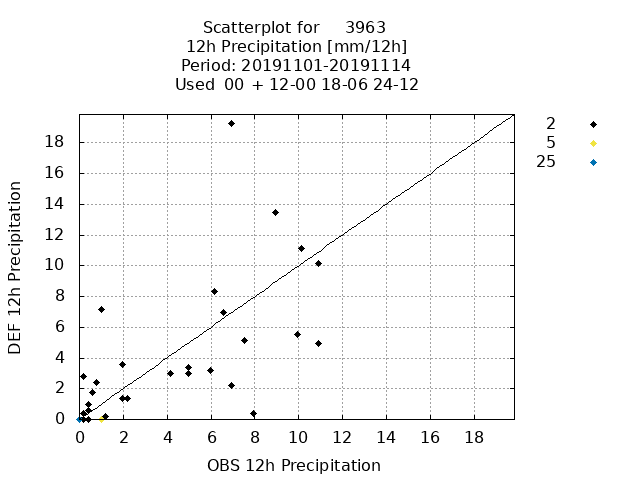 Scatterplot for 3963
12h Precipitation [mm/12h]
Period: 20191101-20191114
Used 00 + 12-00 18-06 24-12
2
5
25
18
16
14
12
10
8
6
4
2
0
DEF 12h Precipitation
0 2 4 6 8 10 12 14 16 18
OBS 12h Precipitation